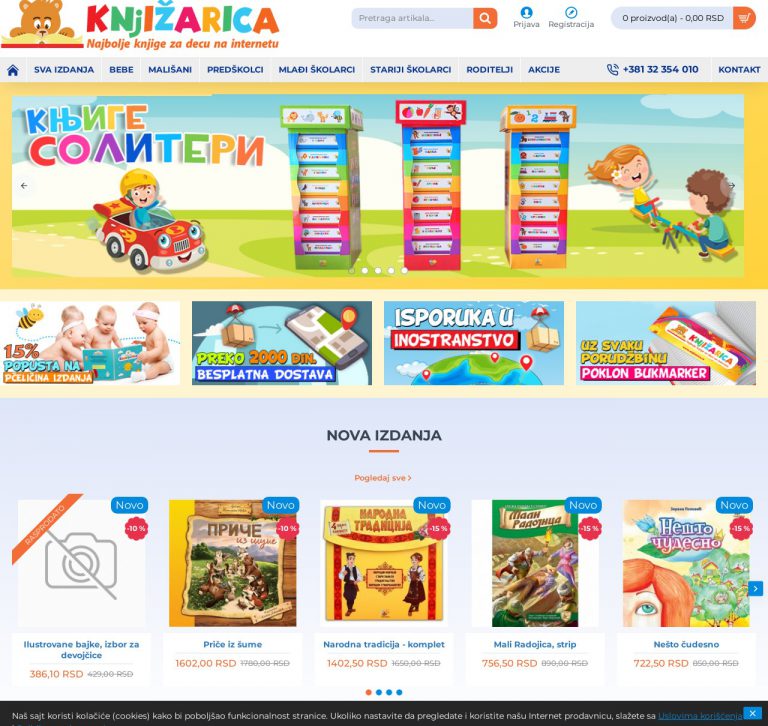 KNJIŽARICA
Najbolje knjige za decu na internetu
Pretraga artikala...
Prijava
Registracija
0 proizvod(a) - 0,00 RSD
SVA IZDANJA
BEBE
MALIŠANI
PREDŠKOLCI
MLAĐI ŠKOLARCI
STARIJI ŠKOLARCI
RODITELJI
AKCIJE
+381 32 354 010
KONTAKT
КЊИГЕ
СОЛИТЕРИ
15%
POPUSTA NA
PČELIČINA IZDANJA
PREKO 2000 DIN.
BESPLATNA DOSTAVA
ISPORUKA U
INOSTRANSTVO
UZ SVAKU
PORUDŽBINU
POKLON BUKMARKER
KNJIŽARICA
NOVA IZDANJA
Pogledaj sve
RASPRODATO
Novo
-10 %
Ilustrovane bajke, izbor za
devojčice
386,10 RSD 429,00 RSD
Novo
-10 %
ПРИЧЕ
из шуме
Priče iz šume
1602,00 RSD 1780,00 RSD
Novo
-15 %
НАРОДНА
ТРАДИЦИЈА
Narodna tradicija - komplet
1402,50 RSD 1650,00 RSD
Novo
-15 %
Мали
Радојица
Mali Radojica, strip
756,50 RSD 890,00 RSD
Novo
-15 %
Нешто
чудесно
Nešto čudesno
722,50 RSD 850,00 RSD
Naš sajt koristi kolačiće (cookies) kako bi poboljšao funkcionalnost stranice. Ukoliko nastavite da pregledate i koristite našu Internet prodavnicu, slažete sa Uslovima korišćenja